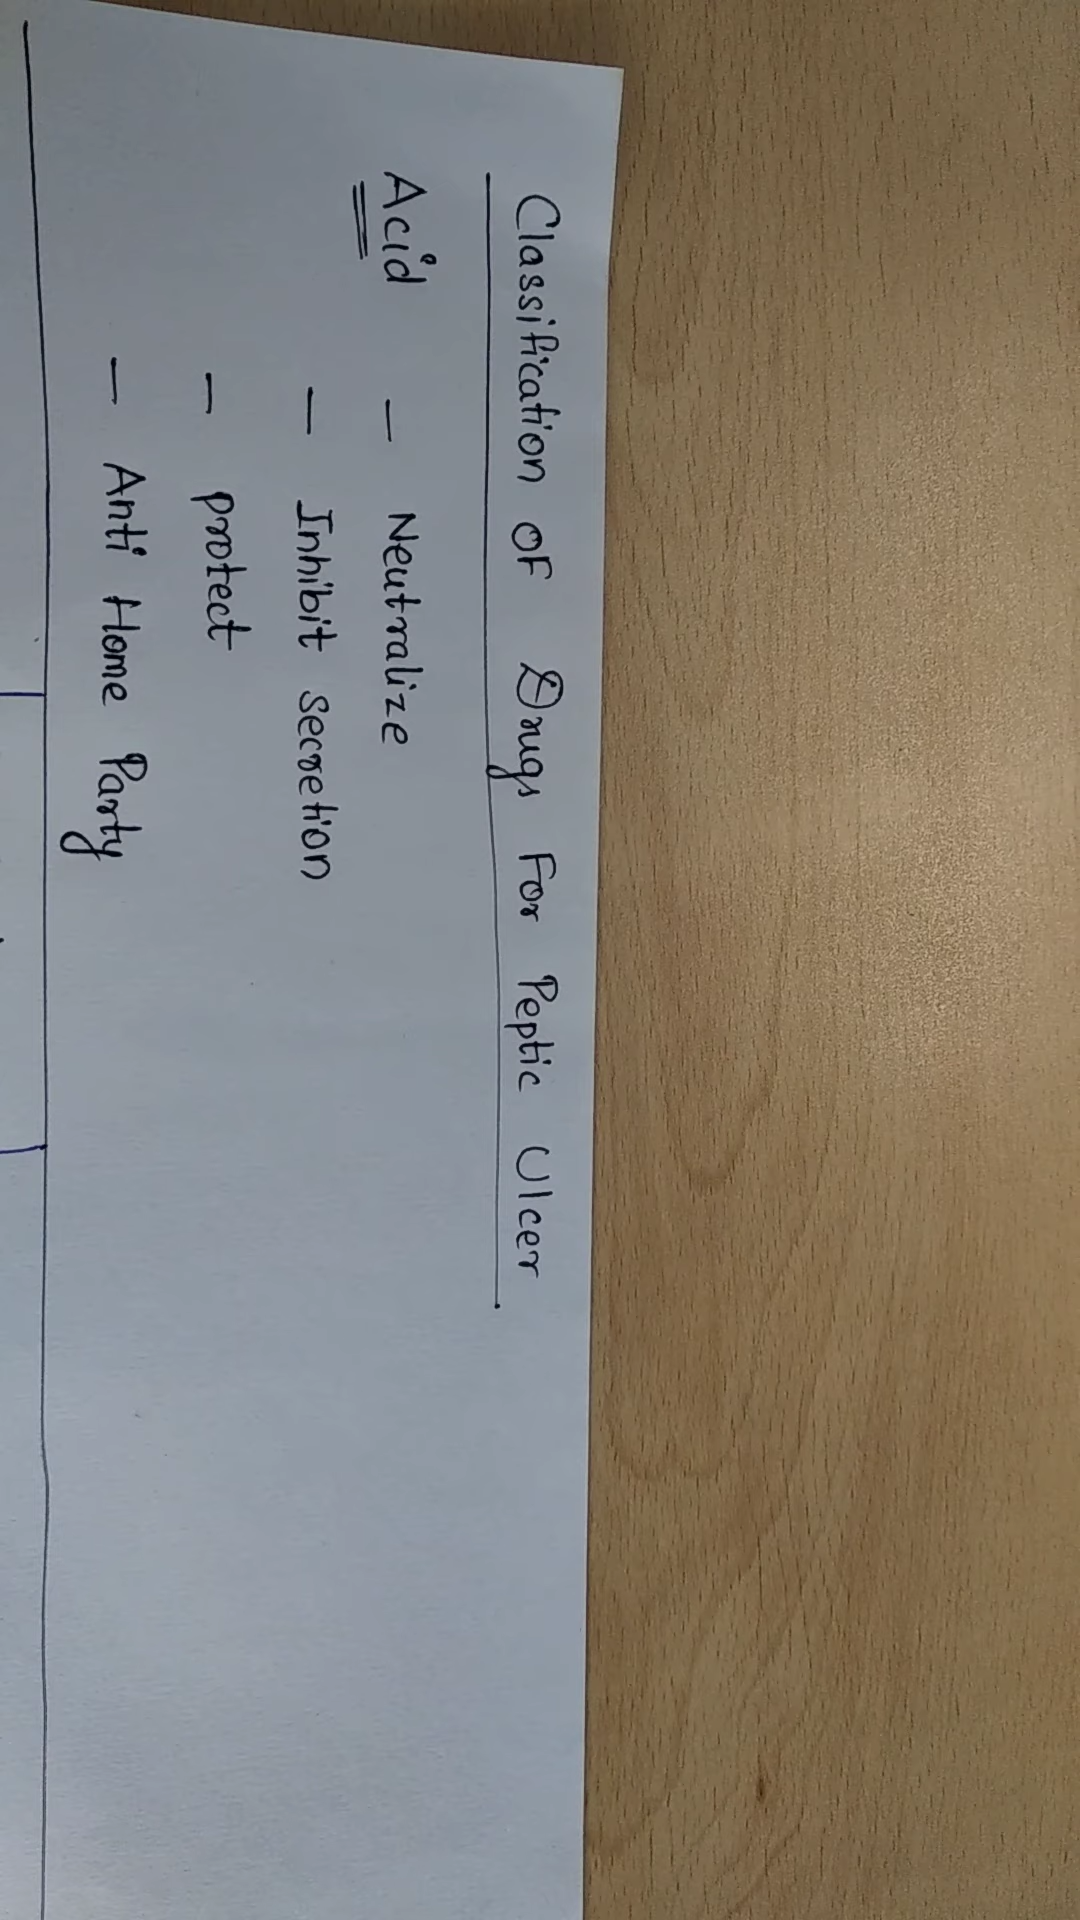 Classification OF Drugs For Peptic Ulcer
Acid - Neutralize
- Inhibit secretion
- protect
- Anti Home Party